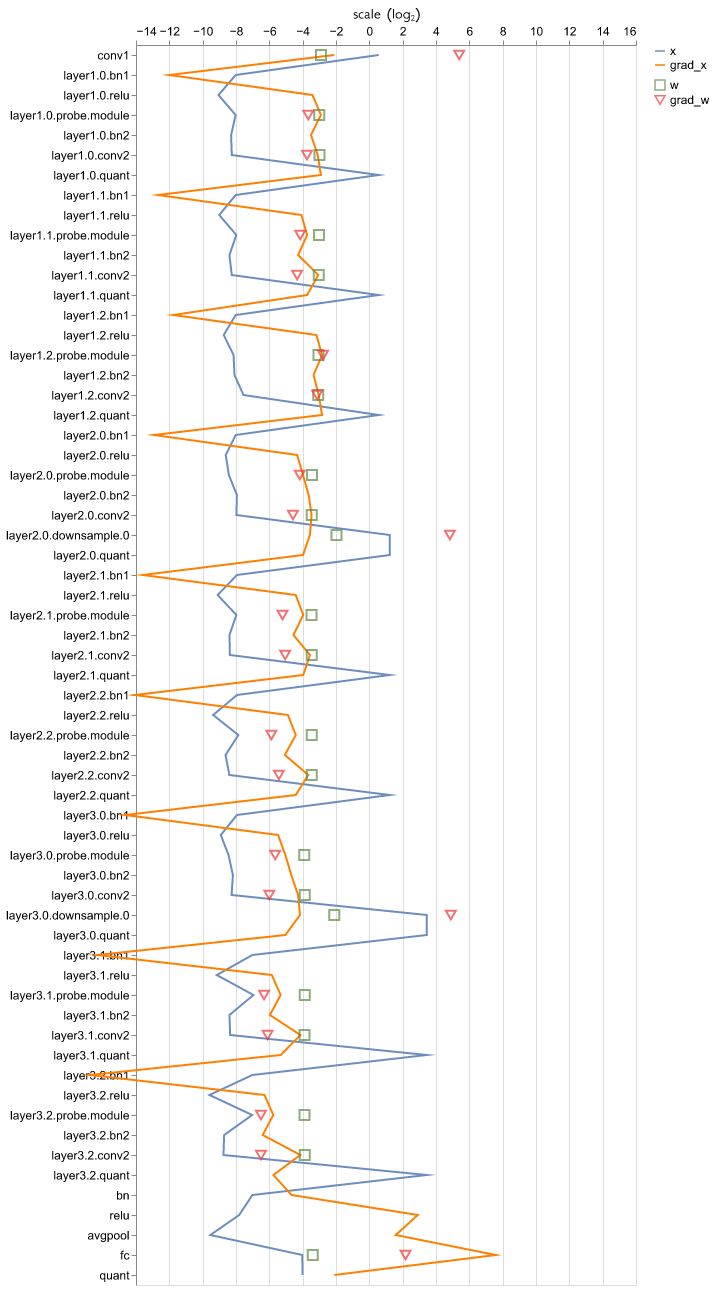 scale (log₂)
−14 −12 −10 −8 −6 −4 −2 0 2 4 6 8 10 12 14 16
x
grad_x
w
grad_w
conv1
layer1.0.bn1
layer1.0.relu
layer1.0.probe.module
layer1.0.bn2
layer1.0.conv2
layer1.0.quant
layer1.1.bn1
layer1.1.relu
layer1.1.probe.module
layer1.1.bn2
layer1.1.conv2
layer1.1.quant
layer1.2.bn1
layer1.2.relu
layer1.2.probe.module
layer1.2.bn2
layer1.2.conv2
layer1.2.quant
layer2.0.bn1
layer2.0.relu
layer2.0.probe.module
layer2.0.bn2
layer2.0.conv2
layer2.0.downsample.0
layer2.0.quant
layer2.1.bn1
layer2.1.relu
layer2.1.probe.module
layer2.1.bn2
layer2.1.conv2
layer2.1.quant
layer2.2.bn1
layer2.2.relu
layer2.2.probe.module
layer2.2.bn2
layer2.2.conv2
layer2.2.quant
layer3.0.bn1
layer3.0.relu
layer3.0.probe.module
layer3.0.bn2
layer3.0.conv2
layer3.0.downsample.0
layer3.0.quant
layer3.1.bn1
layer3.1.relu
layer3.1.probe.module
layer3.1.bn2
layer3.1.conv2
layer3.1.quant
layer3.2.bn1
layer3.2.relu
layer3.2.probe.module
layer3.2.bn2
layer3.2.conv2
layer3.2.quant
bn
relu
avgpool
fc
quant